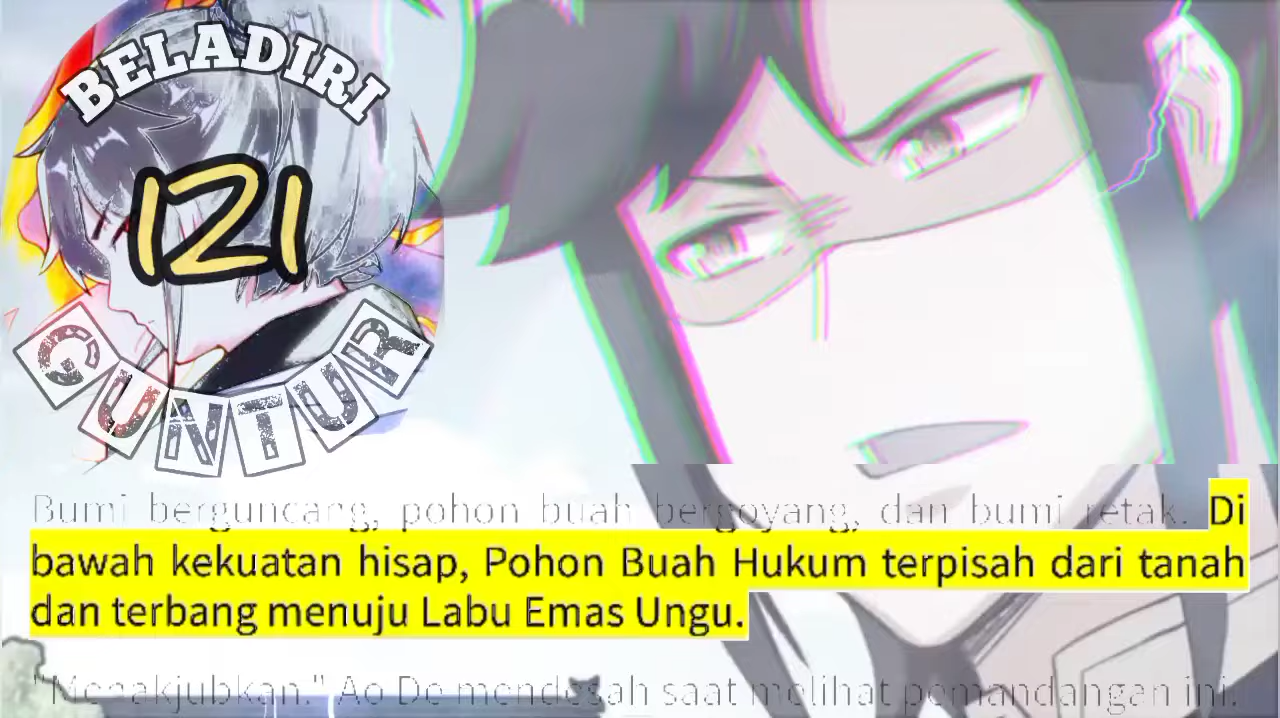 BELADIRI
121
GUNTUR
Bumi berguncang, pohon buah bergoyang, dan bumi retak. Di
bawah kekuatan hisap, Pohon Buah Hukum terpisah dari tanah
dan terbang menuju Labu Emas Ungu.
"Menakjubkan." Ao De mendesah saat melihat pemandangan ini.